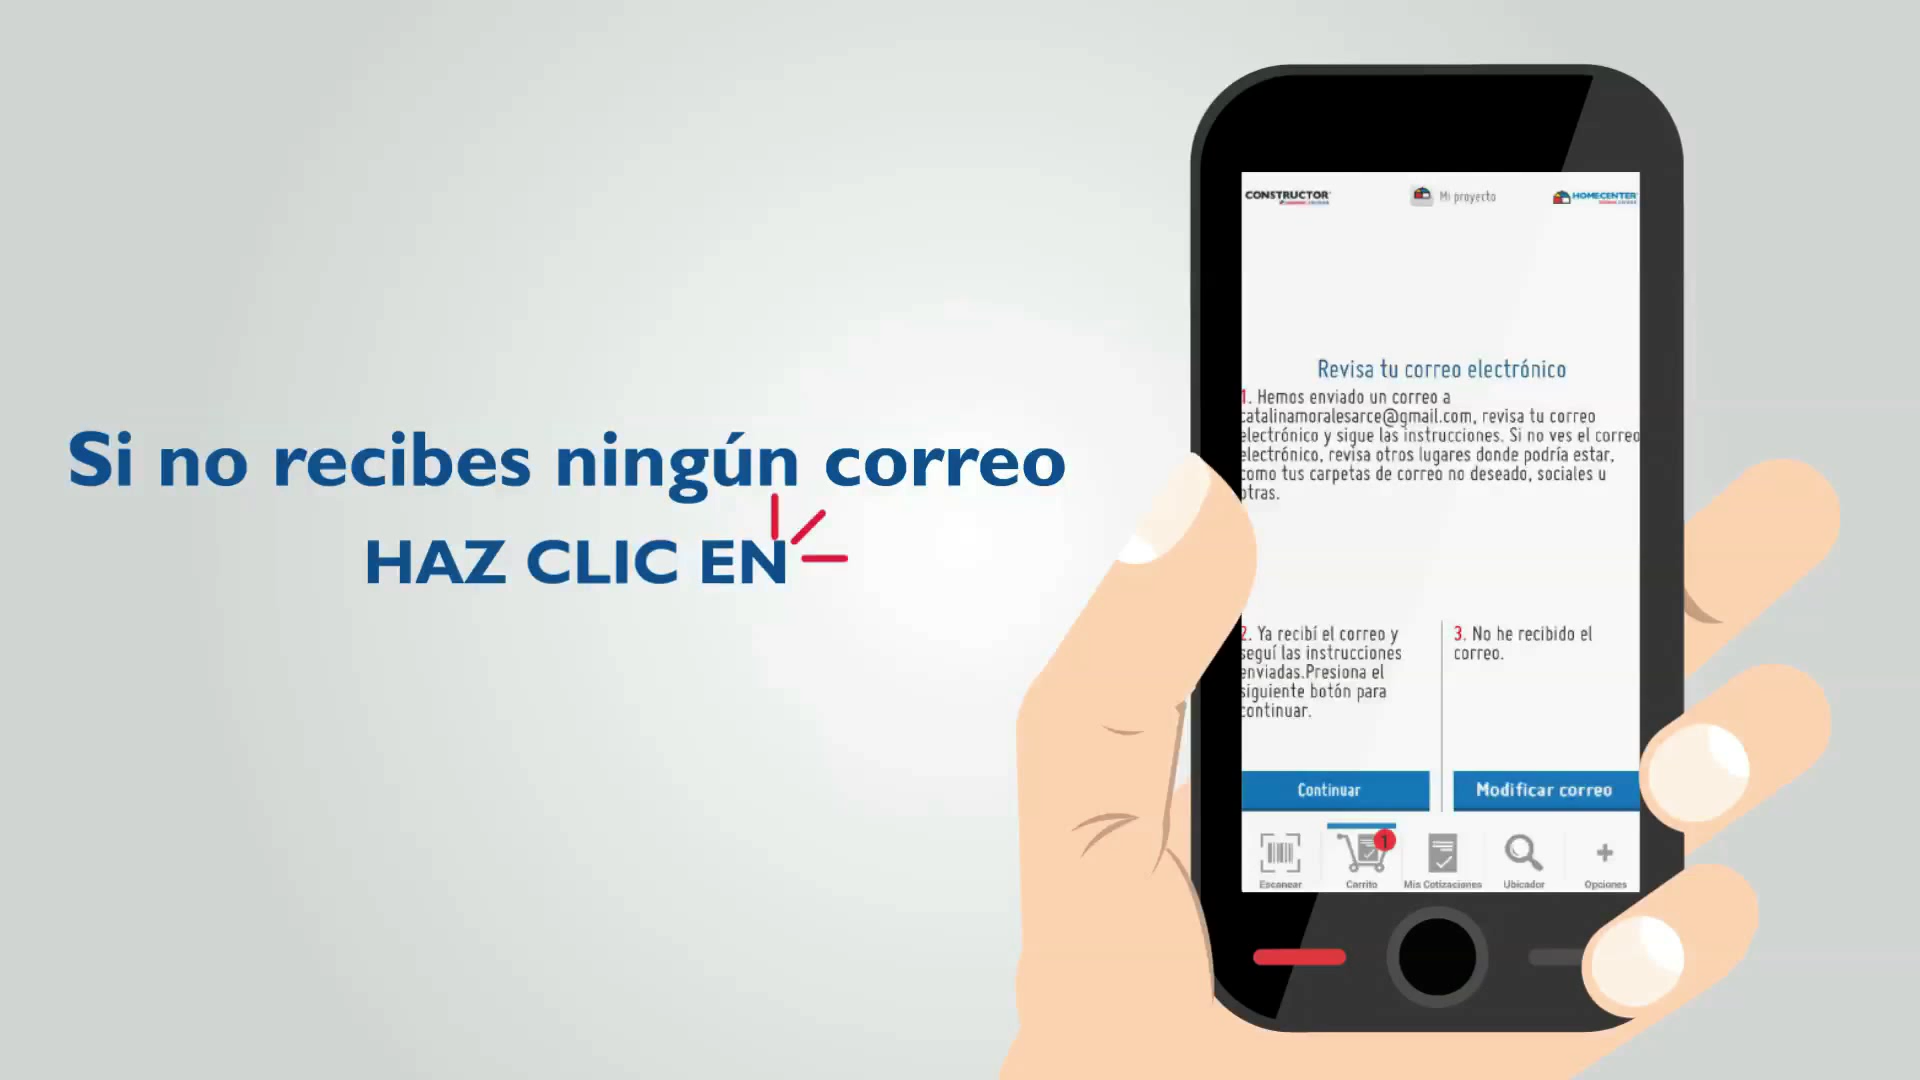 Si no recibes ningún correo
HAZ CLIC EN
CONSTRUCTOR
Mi proyecto
HOMECENTER
Revisa tu correo electrónico
1. Hemos enviado un correo a
catalinamoralesarce@gmail.com, revisa tu correo
electrónico y sigue las instrucciones. Si no ves el correo
electrónico, revisa otros lugares donde podría estar,
como tus carpetas de correo no deseado, sociales u
otras.
2. Ya recibí el correo y
seguí las instrucciones
enviadas.Presiona el
siguiente botón para
continuar.
3. No he recibido el
correo.
Continuar
Modificar correo
1
Escanear
Carrito
Mis Cotizaciones
Ubicador
Opciones